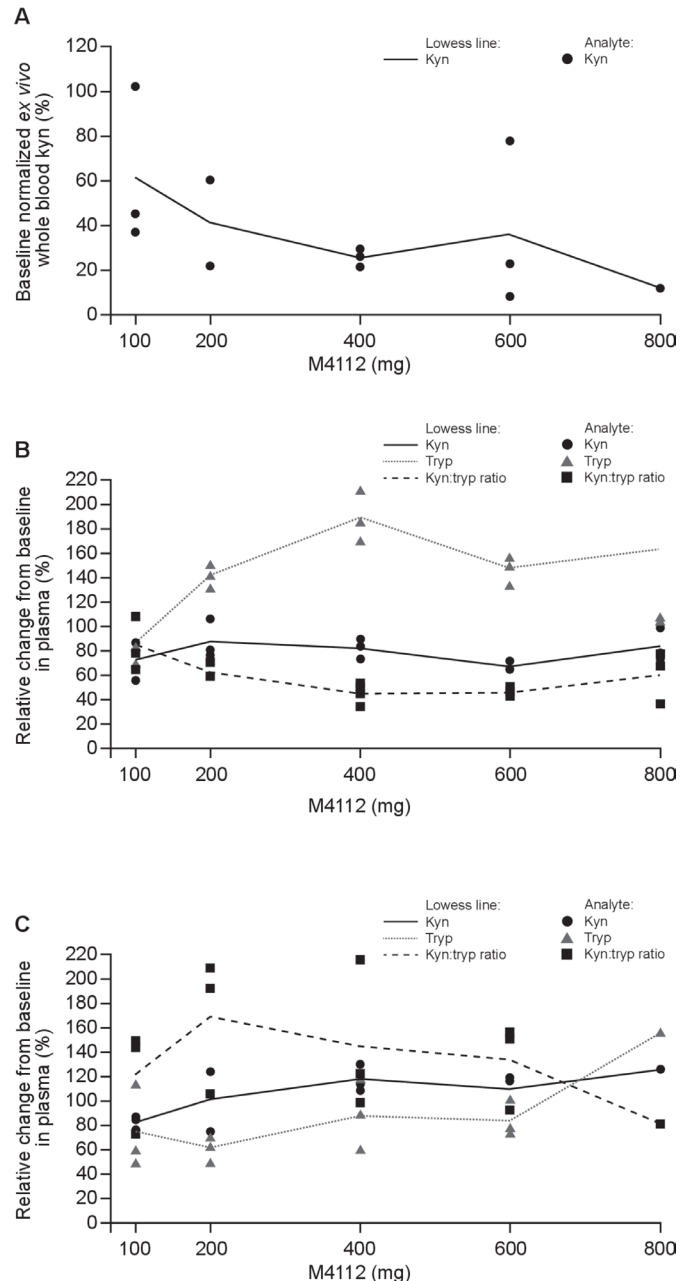 A
Lowess line:
Analyte:
Kyn
Kyn
Baseline normalized ex vivo
whole blood kyn (%)
120
100
80
60
40
20
0
100
200
400
600
800
M4112 (mg)
B
Lowess line:
Analyte:
Kyn
Kyn
Tryp
Tryp
Kyn:tryp ratio
Kyn:tryp ratio
Relative change from baseline
in plasma (%)
220
200
180
160
140
120
100
80
60
40
20
0
100
200
400
600
800
M4112 (mg)
C
Lowess line:
Analyte:
Kyn
Kyn
Tryp
Tryp
Kyn:tryp ratio
Kyn:tryp ratio
Relative change from baseline
in plasma (%)
220
200
180
160
140
120
100
80
60
40
20
0
100
200
400
600
800
M4112 (mg)